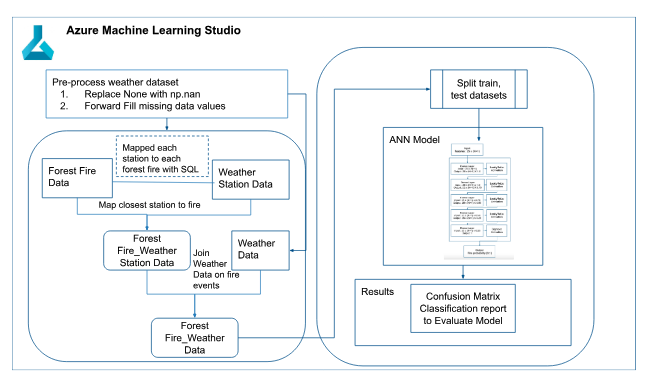 Azure Machine Learning Studio
Pre-process weather dataset
1. Replace None with np.nan
2. Forward Fill missing data values
Mapped each
station to each
forest fire with SQL
Forest Fire
Data
Weather
Station Data
Map closest station to fire
Forest
Fire_Weather
Station Data
Join
Weather
Data on fire
events
Weather
Data
Forest
Fire_Weather
Data
Split train,
test datasets
ANN Model
Results
Confusion Matrix
Classification report
to Evaluate Model